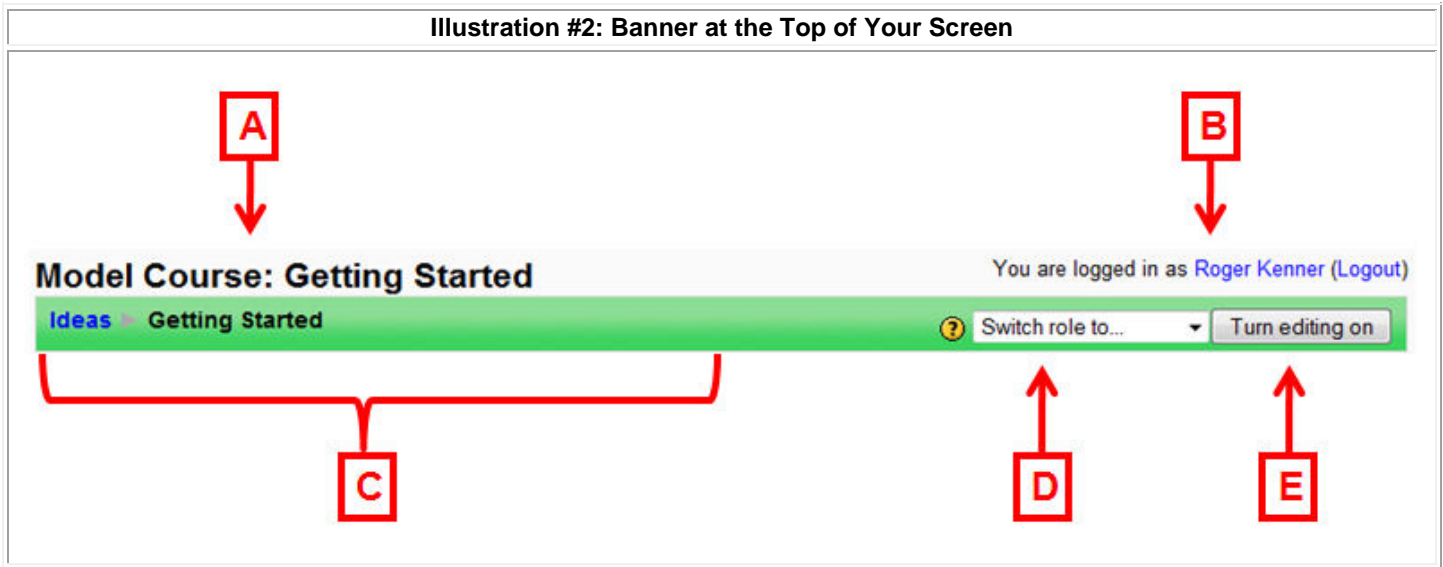 Illustration #2: Banner at the Top of Your Screen
A
B
Model Course: Getting Started
You are logged in as Roger Kenner (Logout)
Ideas ► Getting Started
? Switch role to... Turn editing on
C
D
E